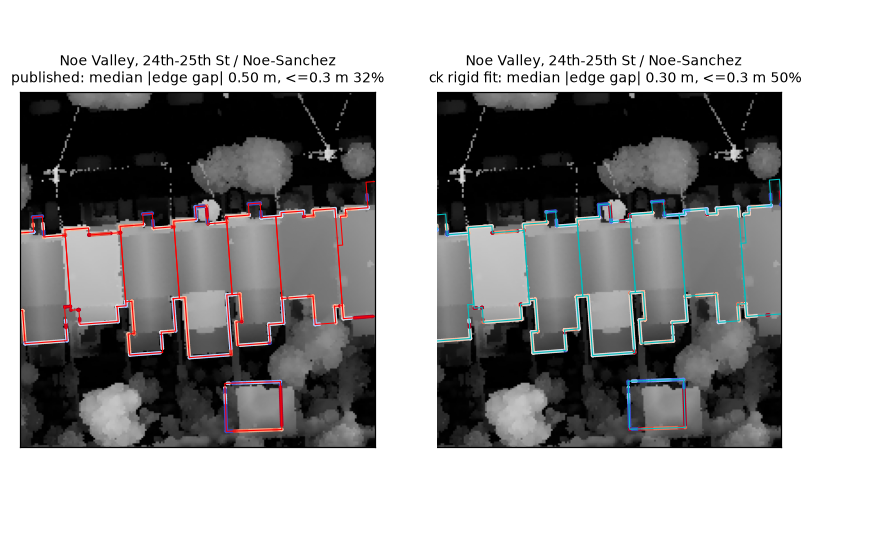 Noe Valley, 24th-25th St / Noe-Sanchez
published: median |edge gap| 0.50 m, <=0.3 m 32%
Noe Valley, 24th-25th St / Noe-Sanchez
ck rigid fit: median |edge gap| 0.30 m, <=0.3 m 50%